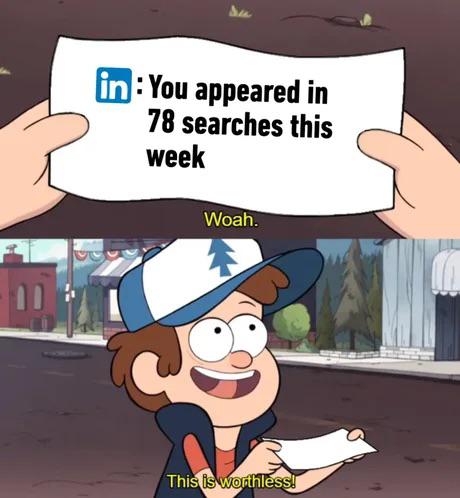 in : You appeared in
78 searches this
week
Woah.
This is worthless!